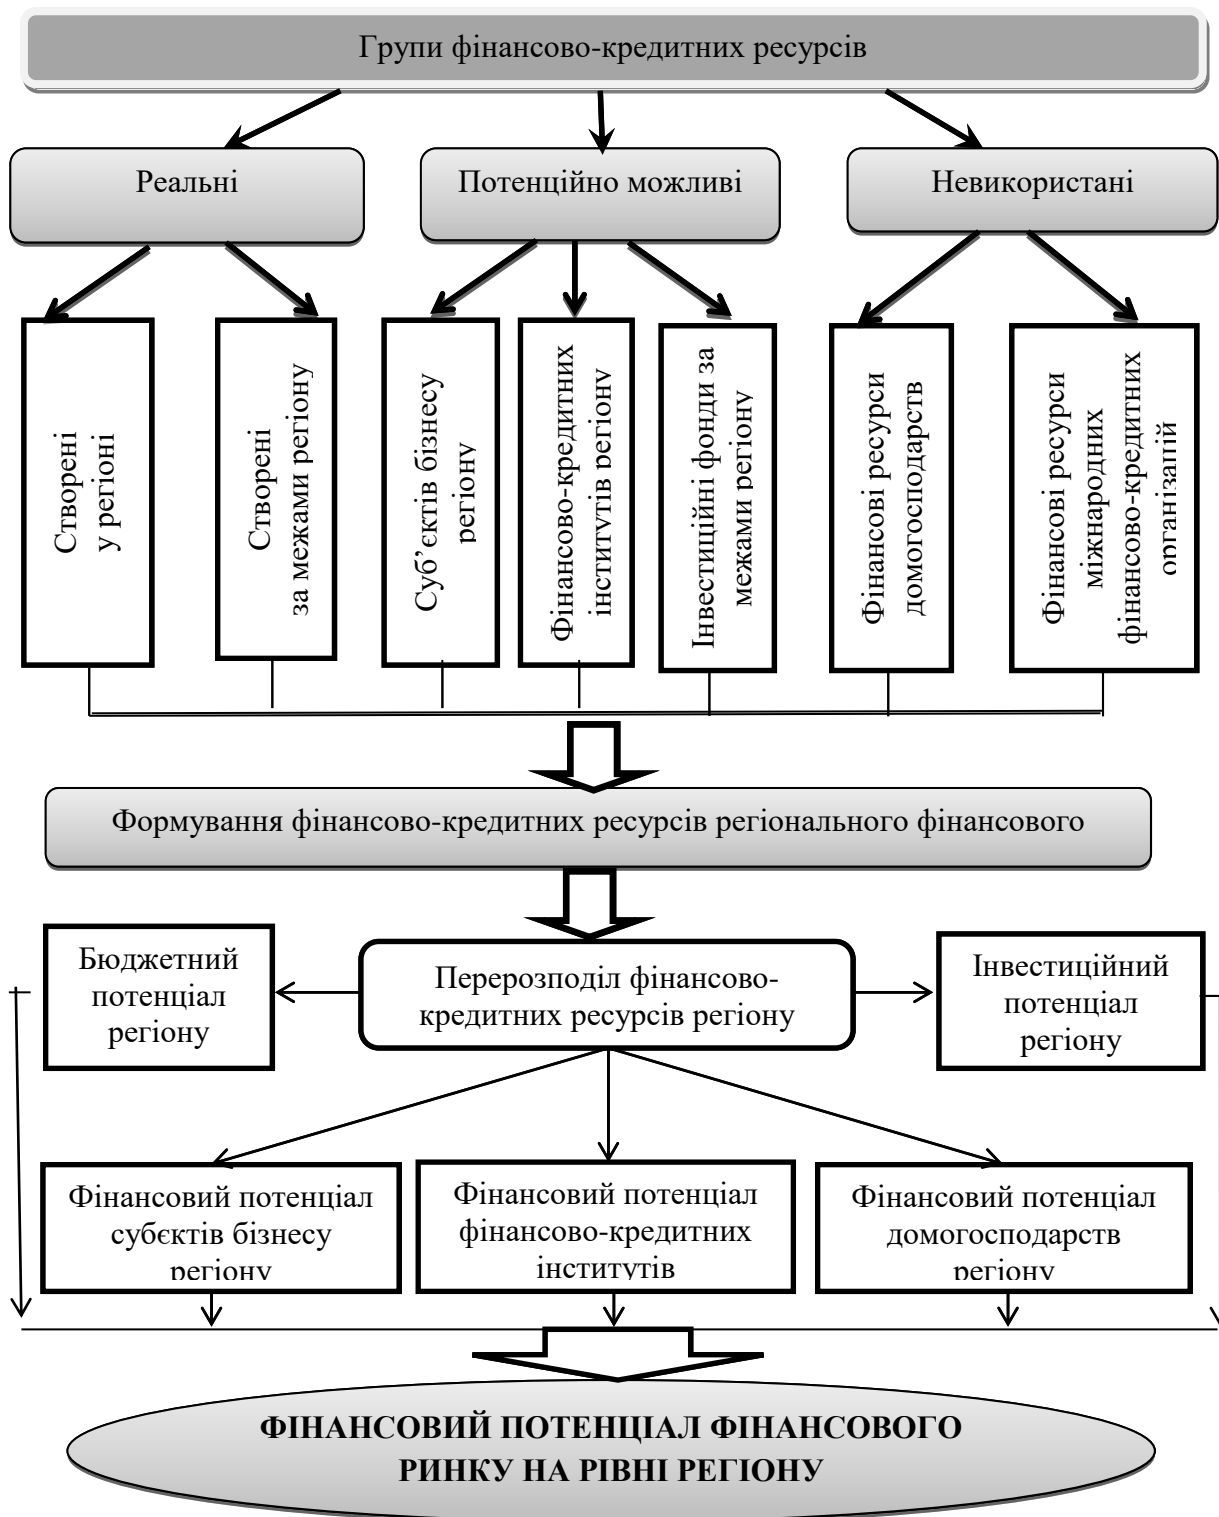 Групи фінансово-кредитних ресурсів
Реальні
Потенційно можливі
Невикористані
Створені
у регіоні
Створені
за межами регіону
Суб’єктів бізнесу
регіону
Фінансово-кредитних
інститутів регіону
Інвестиційні фонди за
межами регіону
Фінансові ресурси
домогосподарств
Фінансові ресурси
міжнародних
фінансово-кредитних
організацій
Формування фінансово-кредитних ресурсів регіонального фінансового
Бюджетний
потенціал
регіону
Перерозподіл фінансово-
кредитних ресурсів регіону
Інвестиційний
потенціал
регіону
Фінансовий потенціал
субєктів бізнесу
регіону
Фінансовий потенціал
фінансово-кредитних
інститутів
Фінансовий потенціал
домогосподарств
регіону
ФІНАНСОВИЙ ПОТЕНЦІАЛ ФІНАНСОВОГО
РИНКУ НА РІВНІ РЕГІОНУ